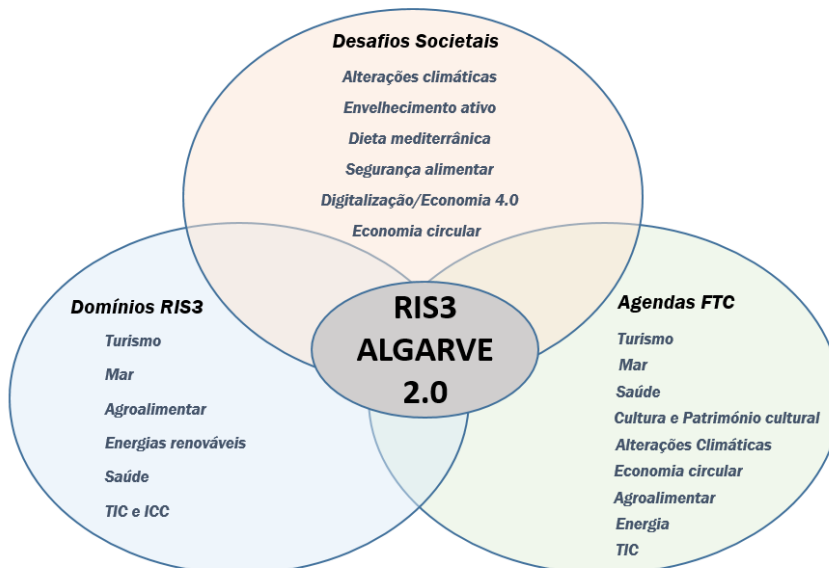 Desafios Societais
Alterações climáticas
Envelhecimento ativo
Dieta mediterrânica
Segurança alimentar
Digitalização/Economia 4.0
Economia circular
Domínios RIS3
Turismo
Mar
Agroalimentar
Energias renováveis
Saúde
TIC e ICC
RIS3
ALGARVE
2.0
Agendas FTC
Turismo
Mar
Saúde
Cultura e Património cultural
Alterações Climáticas
Economia circular
Agroalimentar
Energia
TIC